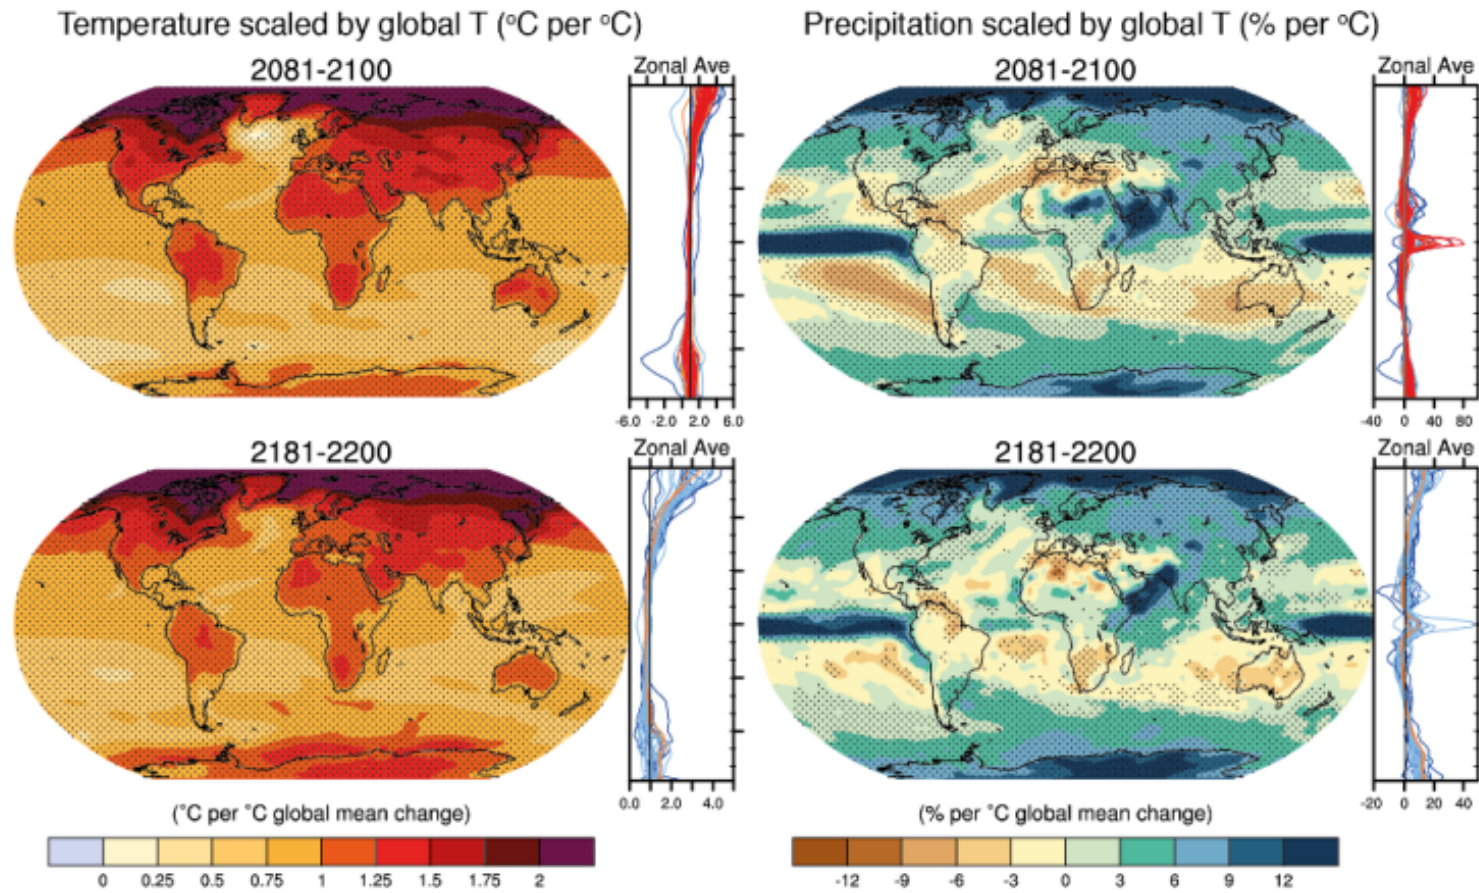 Temperature scaled by global T (°C per °C)
Precipitation scaled by global T (% per °C)
2081-2100
Zonal Ave
2081-2100
Zonal Ave
-6.0 -2.0 2.0 6.0
-40 0 40 80
2181-2200
Zonal Ave
2181-2200
Zonal Ave
0.0 2.0 4.0
-20 0 20 40
(°C per °C global mean change)
(% per °C global mean change)
0 0.25 0.5 0.75 1 1.25 1.5 1.75 2
-12 -9 -6 -3 0 3 6 9 12